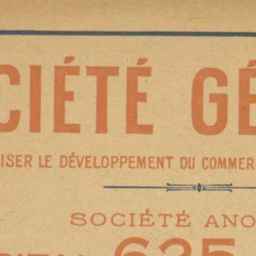 CIÉTÉ GÉ
ISER LE DÉVELOPPEMENT DU COMMER
SOCIÉTÉ ANO
625